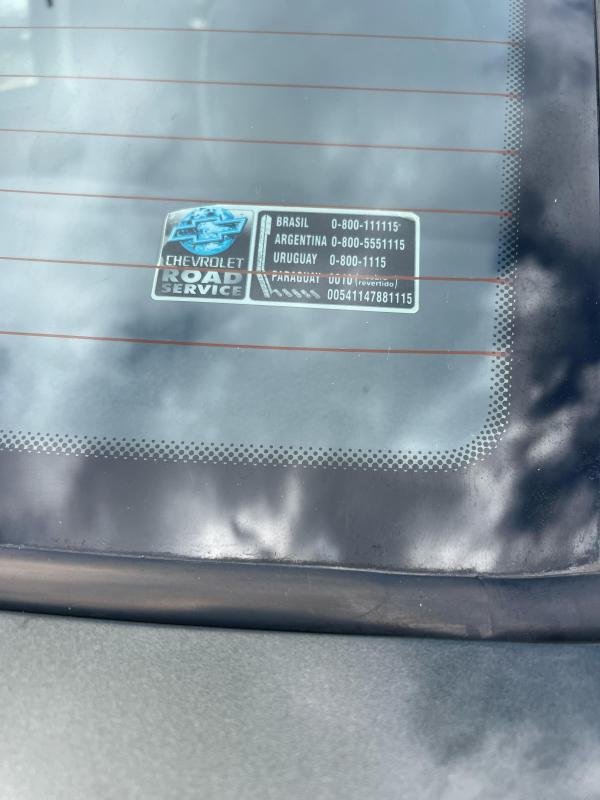 CHEVROLET
ROAD
SERVICE
BRASIL 0-800-111115
ARGENTINA 0-800-5551115
URUGUAY 0-800-1115
PARAGUAY 0010 (revertido)
00541147881115